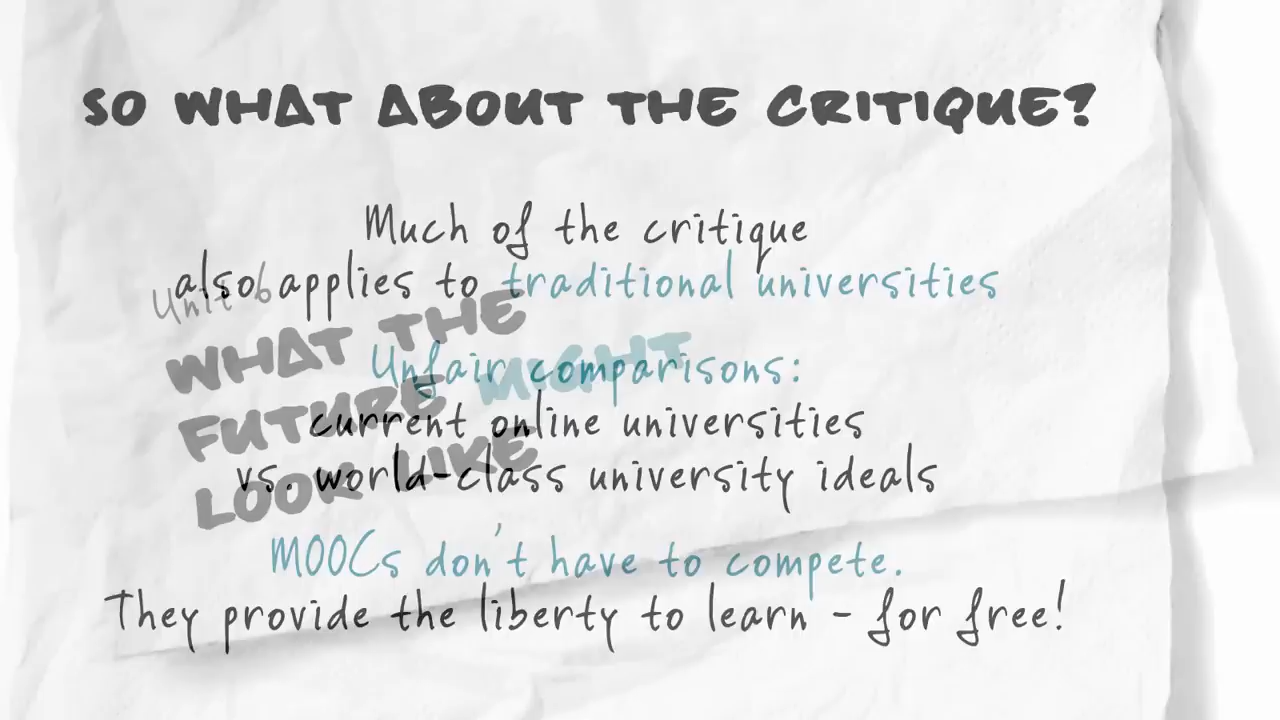 SO WHAT ABOUT THE CRITIQUE?
Much of the critique
also applies to traditional universities
Unfair comparisons:
current online universities
vs. world-class university ideals
MOOCs don't have to compete.
They provide the liberty to learn - for free!
Unit 6
WHAT THE
FUTURE MIGHT
LOOK LIKE